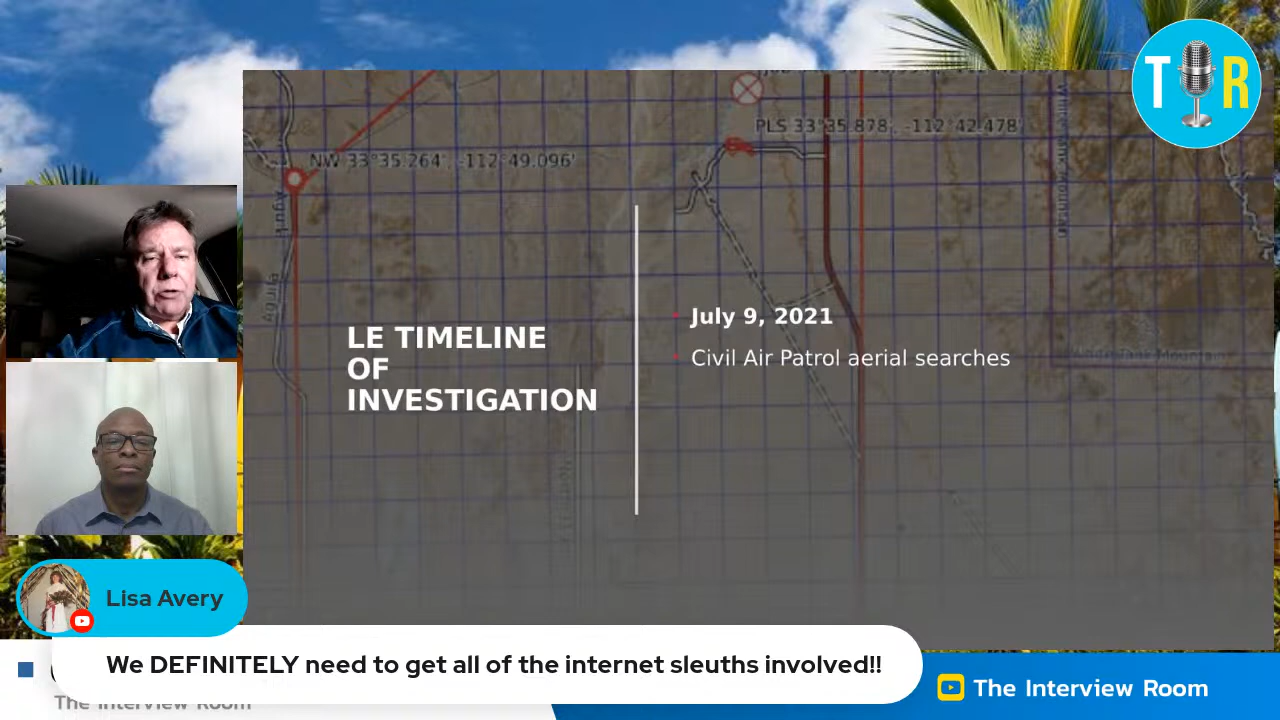 T R
PLS 33°35.878', -112°42.478'
NW 33°35.264', -112°49.096'
Aguila
LE TIMELINE
OF
INVESTIGATION
July 9, 2021
Civil Air Patrol aerial searches
Lisa Avery
We DEFINITELY need to get all of the internet sleuths involved!!
The Interview Room
The Interview Room